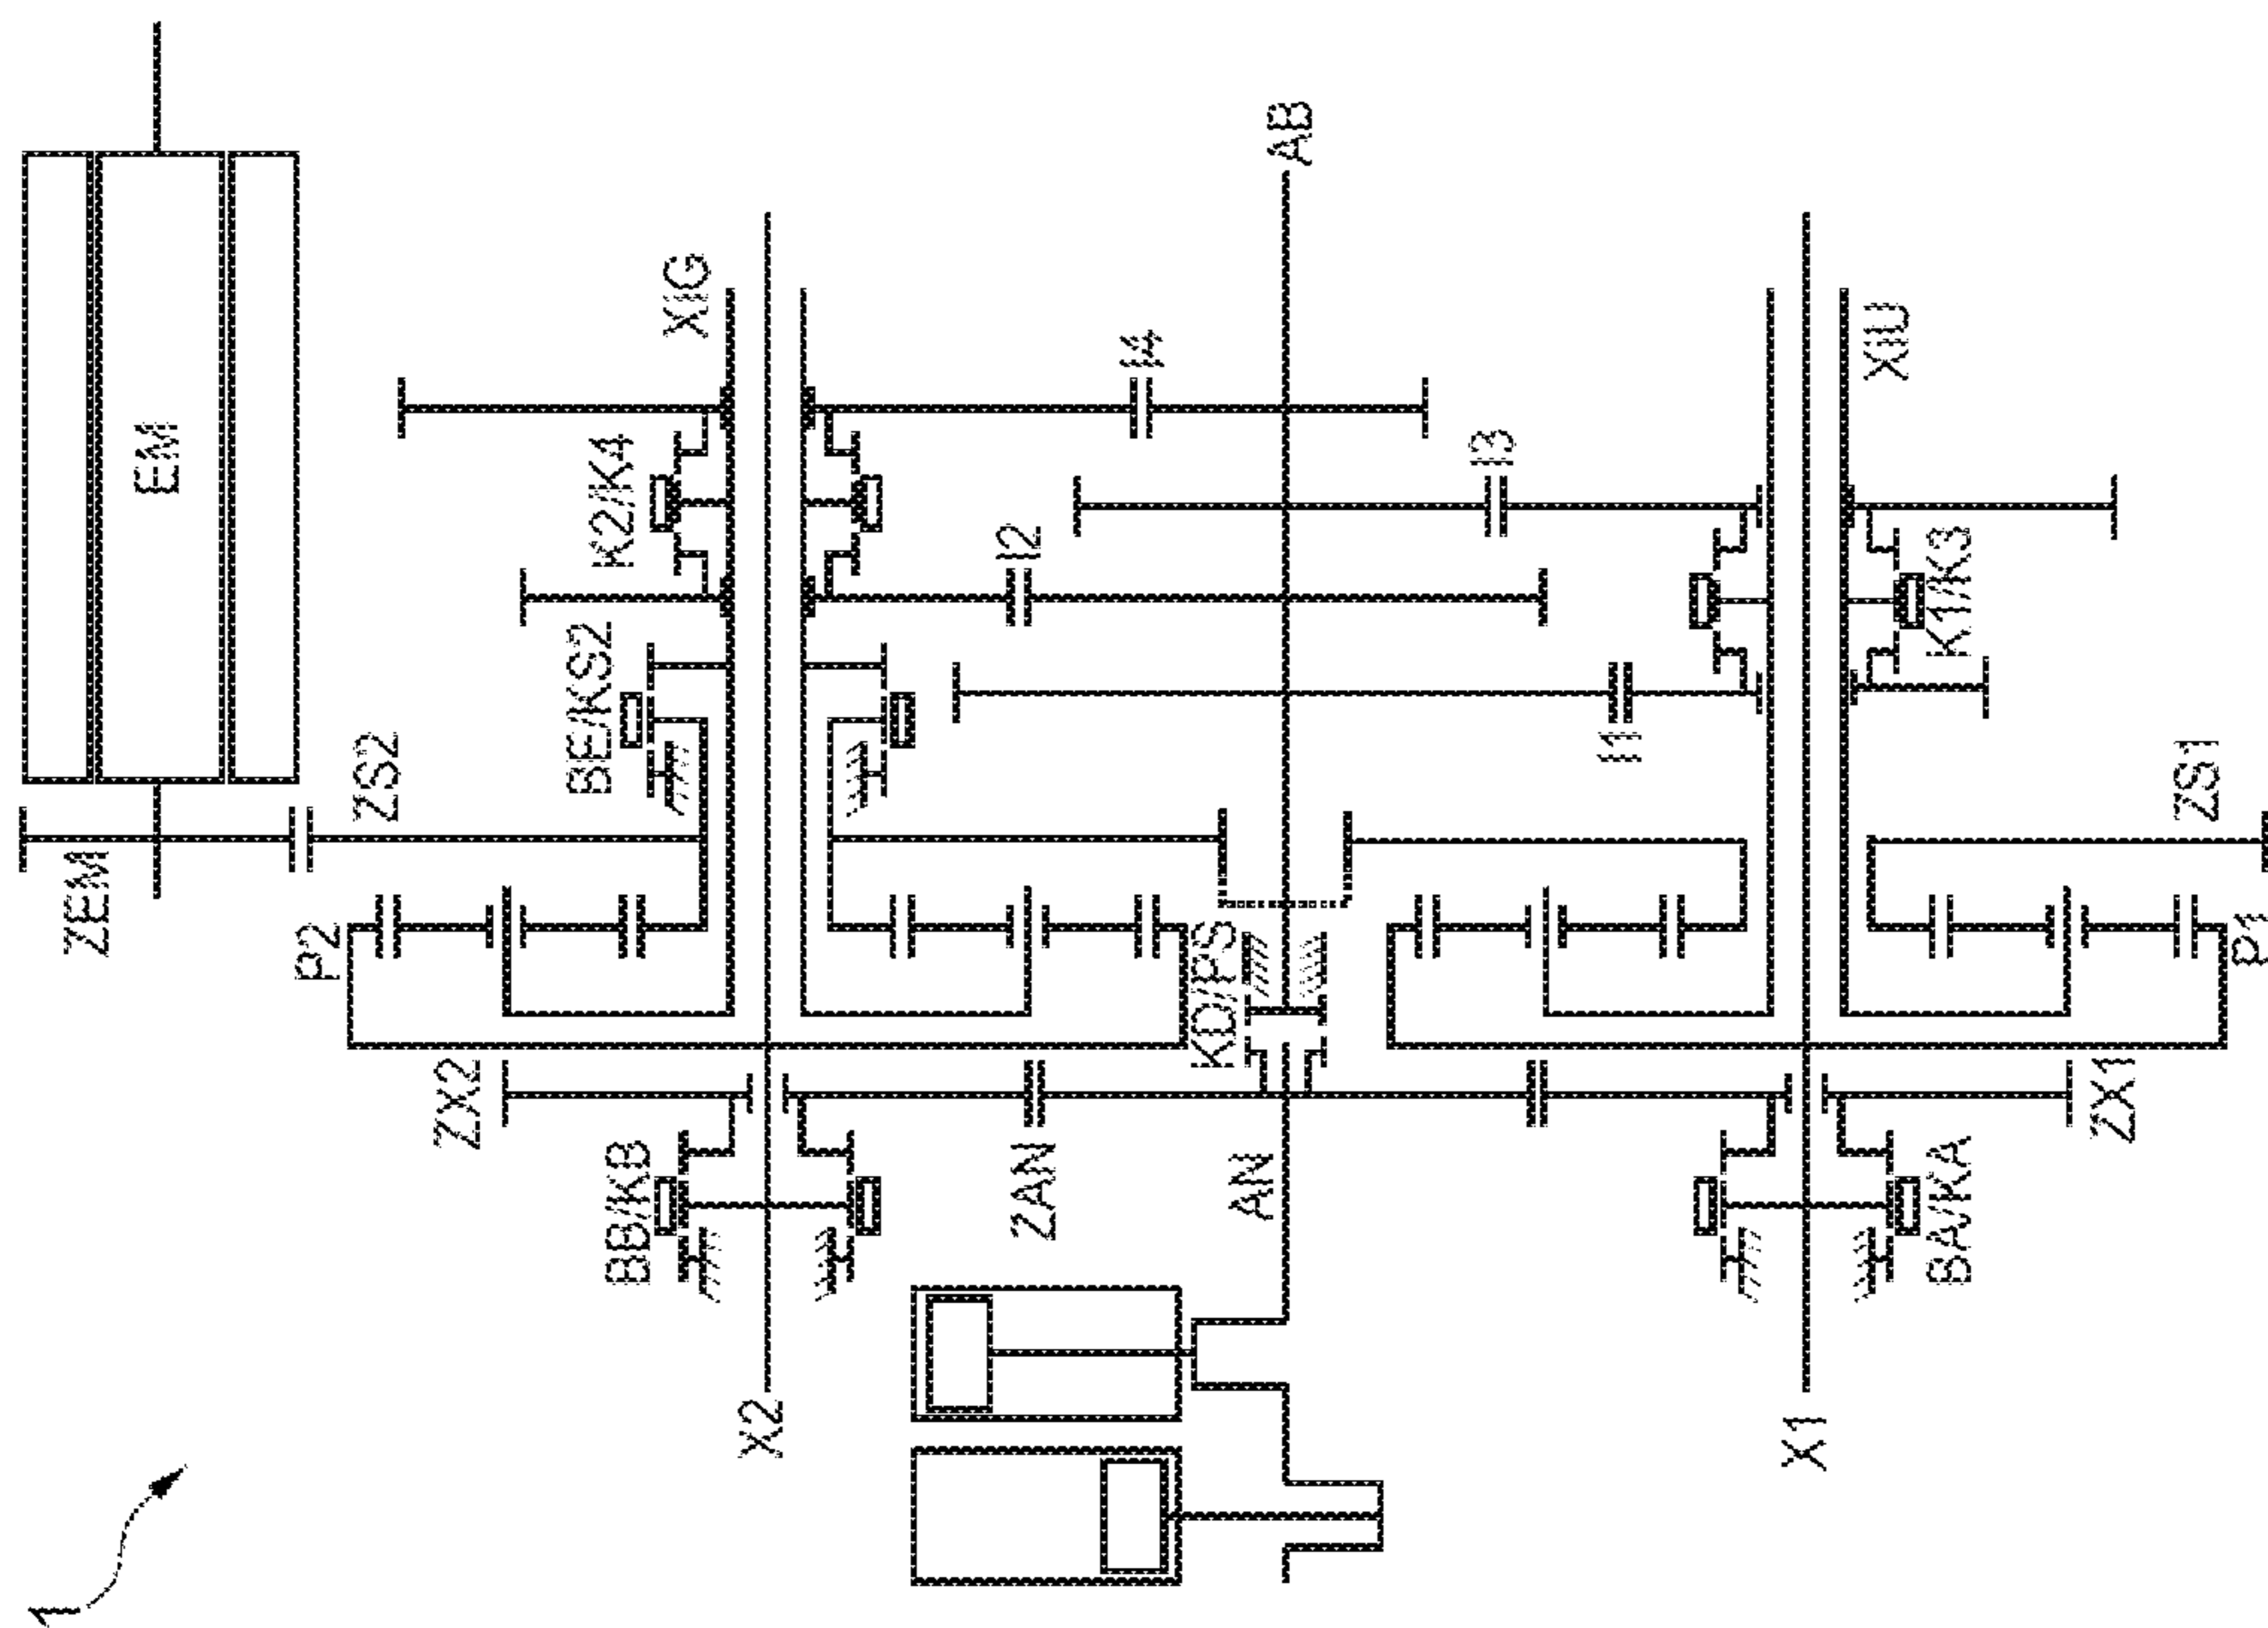 1
EM
ZEM
ZS2
P2
XIG
K2/K4
BE/KS2
I4
I2
AB
I3
I1
KD/PS
ZX2
BB/KB
ZAN
AN
X2
XIU
K1/K3
ZS1
P1
ZX1
BA/KA
X1